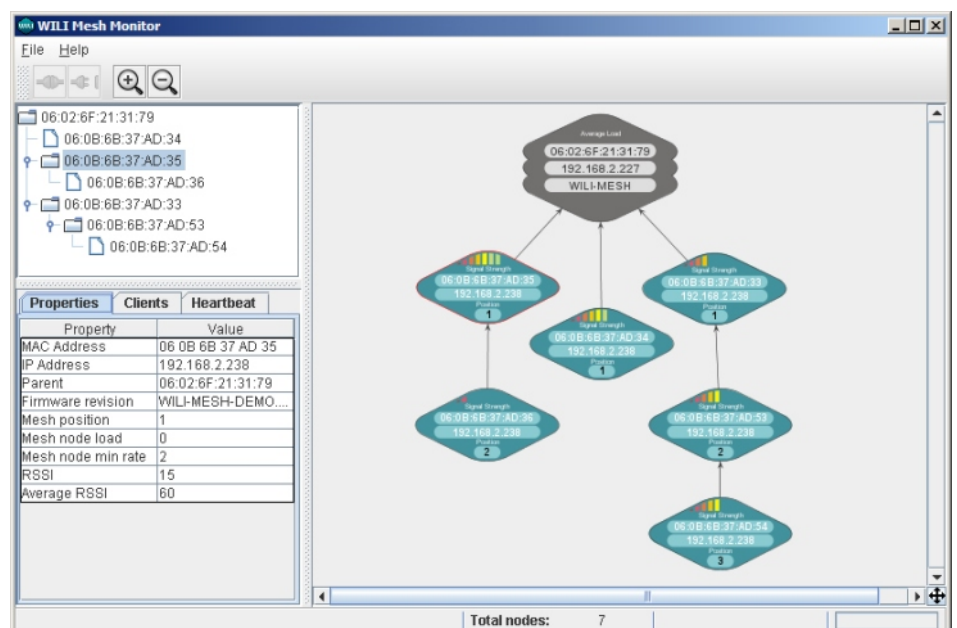 WILI Mesh Monitor
File Help
06:02:6F:21:31:79
06:0B:6B:37:AD:34
06:0B:6B:37:AD:35
06:0B:6B:37:AD:36
06:0B:6B:37:AD:33
06:0B:6B:37:AD:53
06:0B:6B:37:AD:54
Properties Clients Heartbeat
Property Value
MAC Address 06 0B 6B 37 AD 35
IP Address 192.168.2.238
Parent 06:02:6F:21:31:79
Firmware revision WILI-MESH-DEMO....
Mesh position 1
Mesh node load 0
Mesh node min rate 2
RSSI 15
Average RSSI 60
Average Load
06:02:6F:21:31:79
192.168.2.227
WILI-MESH
Signal Strength
06:0B:6B:37:AD:35
192.168.2.238
Position
1
Signal Strength
06:0B:6B:37:AD:34
192.168.2.238
Position
1
Signal Strength
06:0B:6B:37:AD:33
192.168.2.238
Position
1
Signal Strength
06:0B:6B:37:AD:36
192.168.2.238
Position
2
Signal Strength
06:0B:6B:37:AD:53
192.168.2.238
Position
2
Signal Strength
06:0B:6B:37:AD:54
192.168.2.238
Position
3
Total nodes: 7